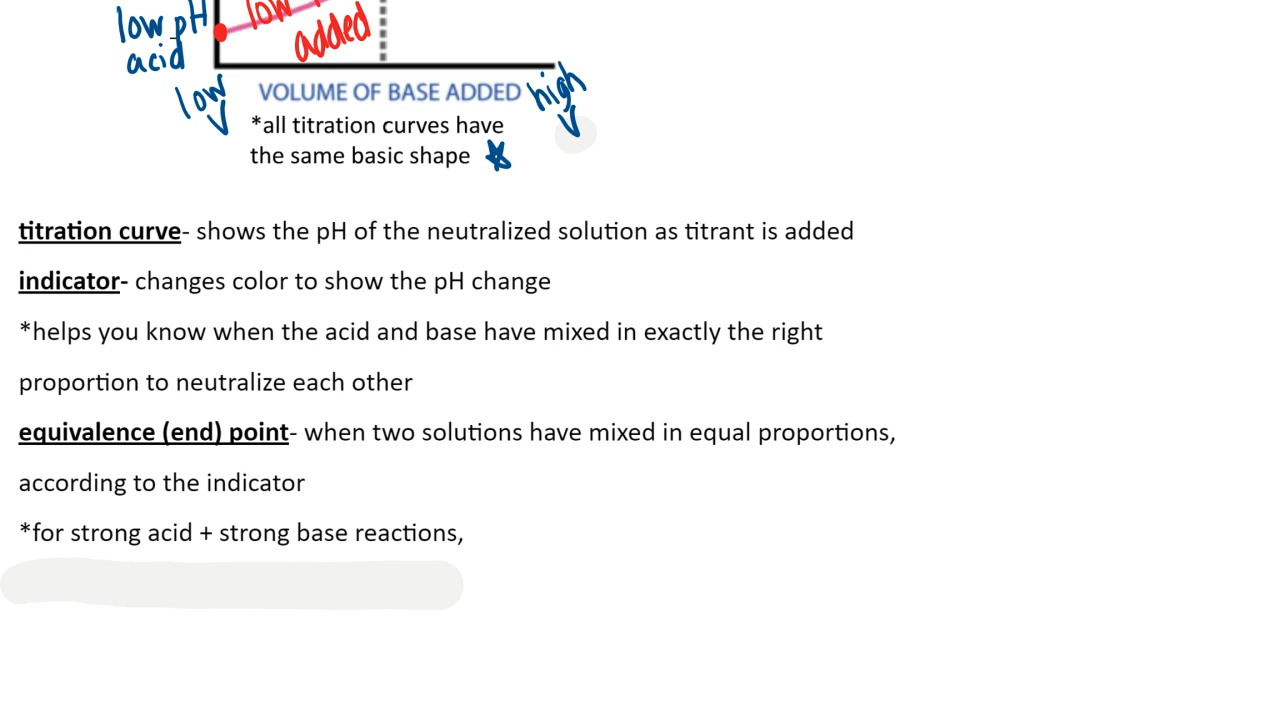 low pH low
acid added
low VOLUME OF BASE ADDED high
*all titration curves have
the same basic shape
titration curve- shows the pH of the neutralized solution as titrant is added
indicator- changes color to show the pH change
*helps you know when the acid and base have mixed in exactly the right
proportion to neutralize each other
equivalence (end) point- when two solutions have mixed in equal proportions,
according to the indicator
*for strong acid + strong base reactions,